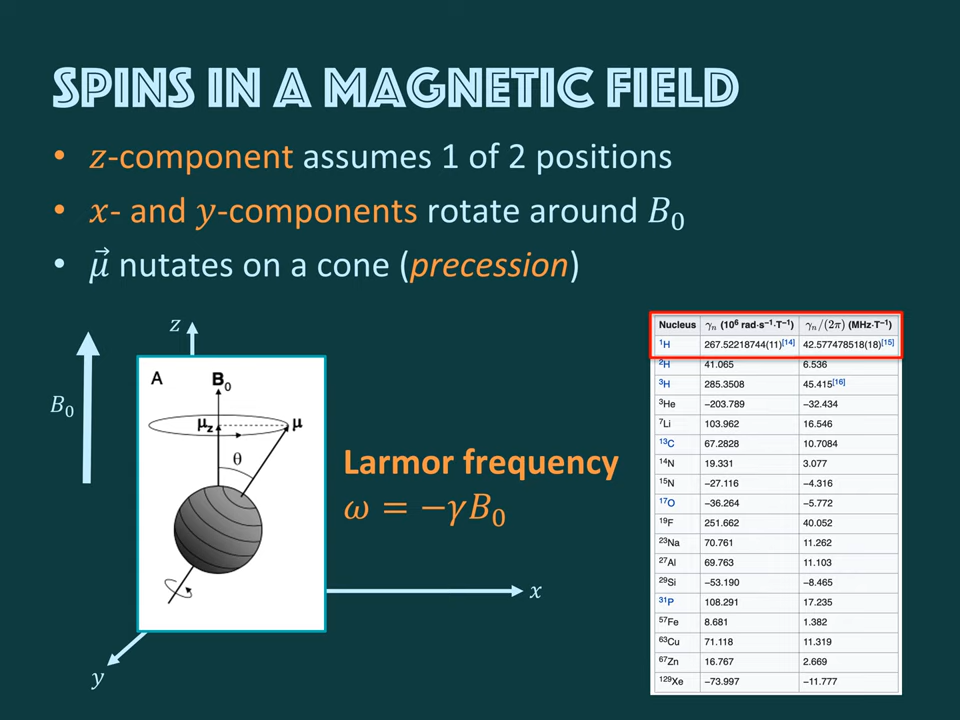 SPINS IN A MAGNETIC FIELD
• z-component assumes 1 of 2 positions
• x- and y-components rotate around B₀
• μ⃗ nutates on a cone (precession)
z
B₀
A
B₀
μz
μ
θ
x
y
Larmor frequency
ω = −γB₀
Nucleus γₙ (10⁶ rad·s⁻¹·T⁻¹) γₙ/(2π) (MHz·T⁻¹)
¹H 267.52218744(11)[14] 42.577478518(18)[15]
²H 41.065 6.536
³H 285.3508 45.415[16]
³He −203.789 −32.434
⁷Li 103.962 16.546
¹³C 67.2828 10.7084
¹⁴N 19.331 3.077
¹⁵N −27.116 −4.316
¹⁷O −36.264 −5.772
¹⁹F 251.662 40.052
²³Na 70.761 11.262
²⁷Al 69.763 11.103
²⁹Si −53.190 −8.465
³¹P 108.291 17.235
⁵⁷Fe 8.681 1.382
⁶³Cu 71.118 11.319
⁶⁷Zn 16.767 2.669
¹²⁹Xe −73.997 −11.777